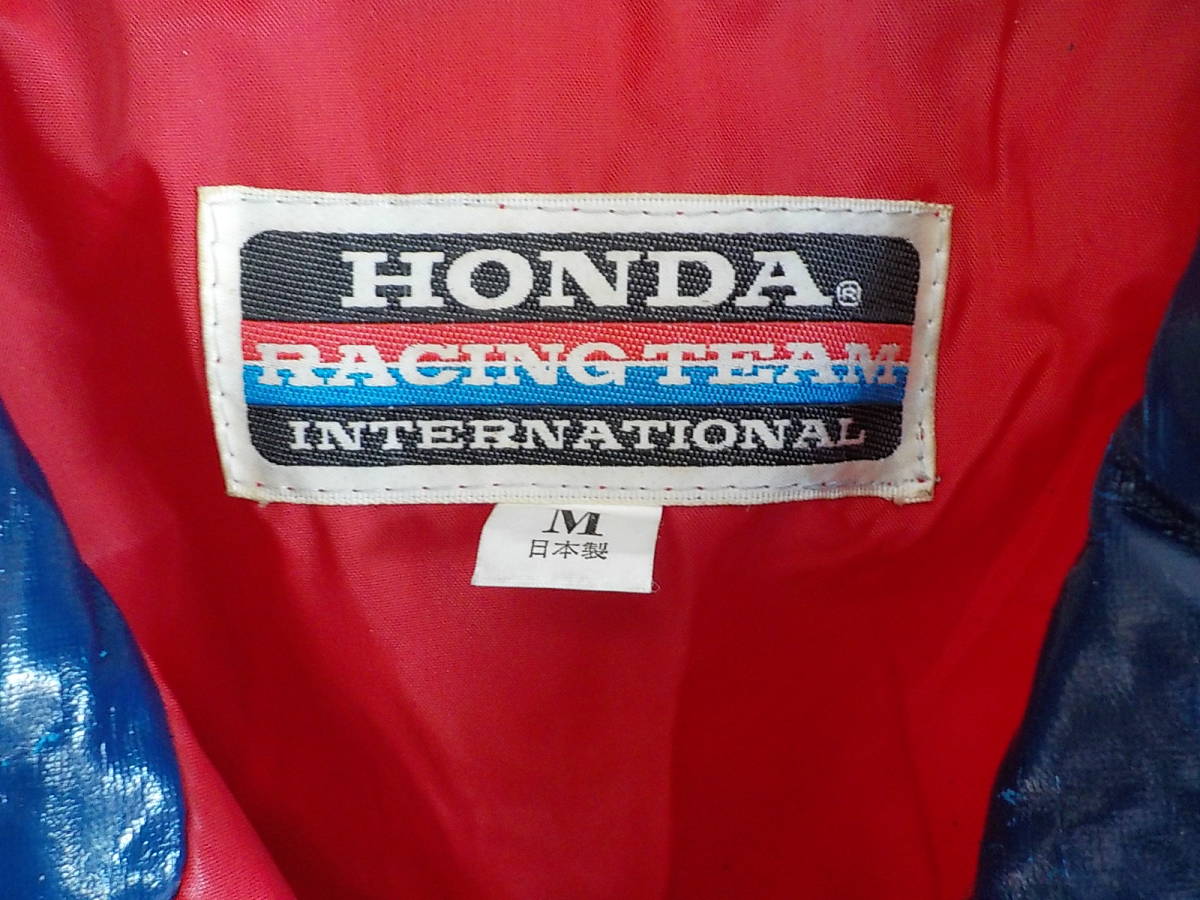 HONDA®
RACING TEAM
INTERNATIONAL
M
日本製